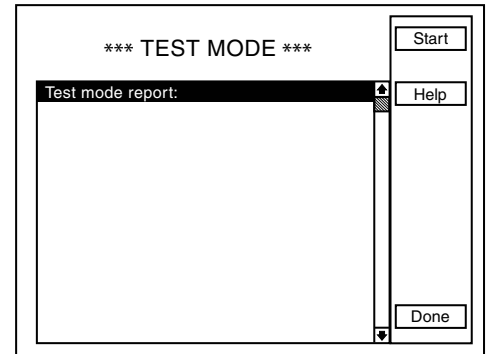 *** TEST MODE ***
Start
Test mode report:
Help
Done